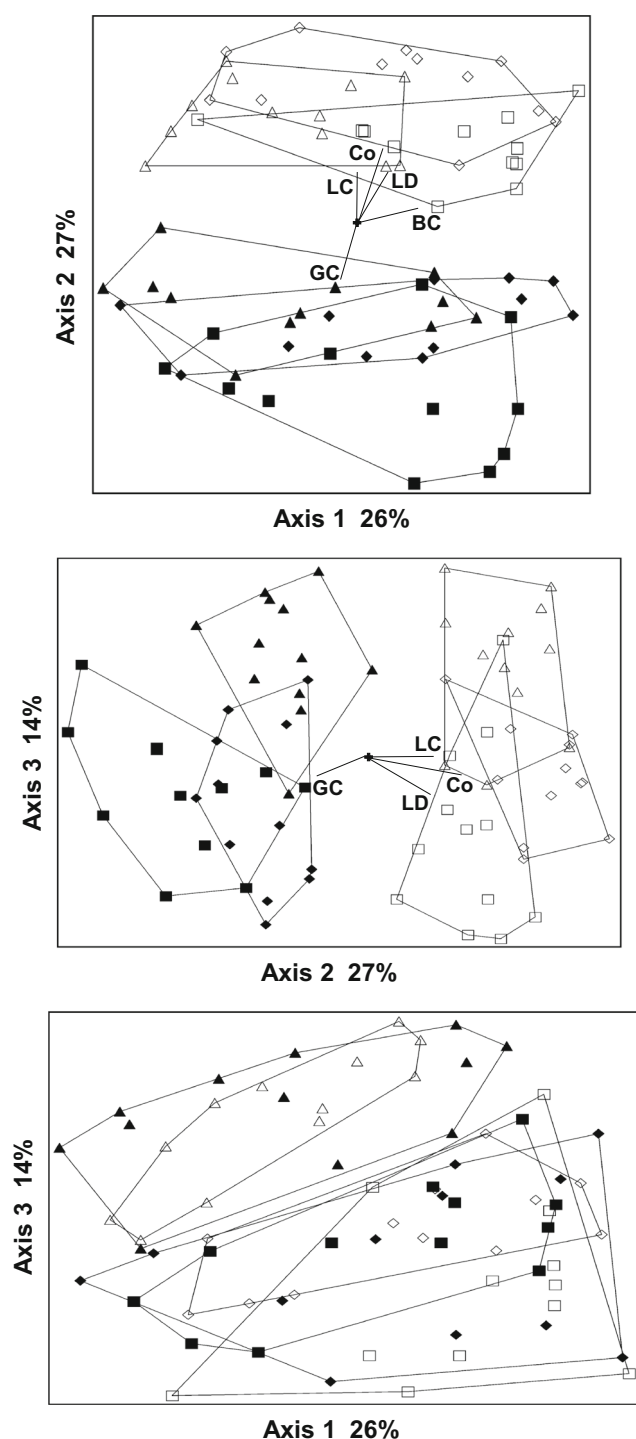 Co
LC LD
BC
GC
Axis 2 27%
Axis 1 26%
LC
GC
Co
LD
Axis 3 14%
Axis 2 27%
Axis 3 14%
Axis 1 26%